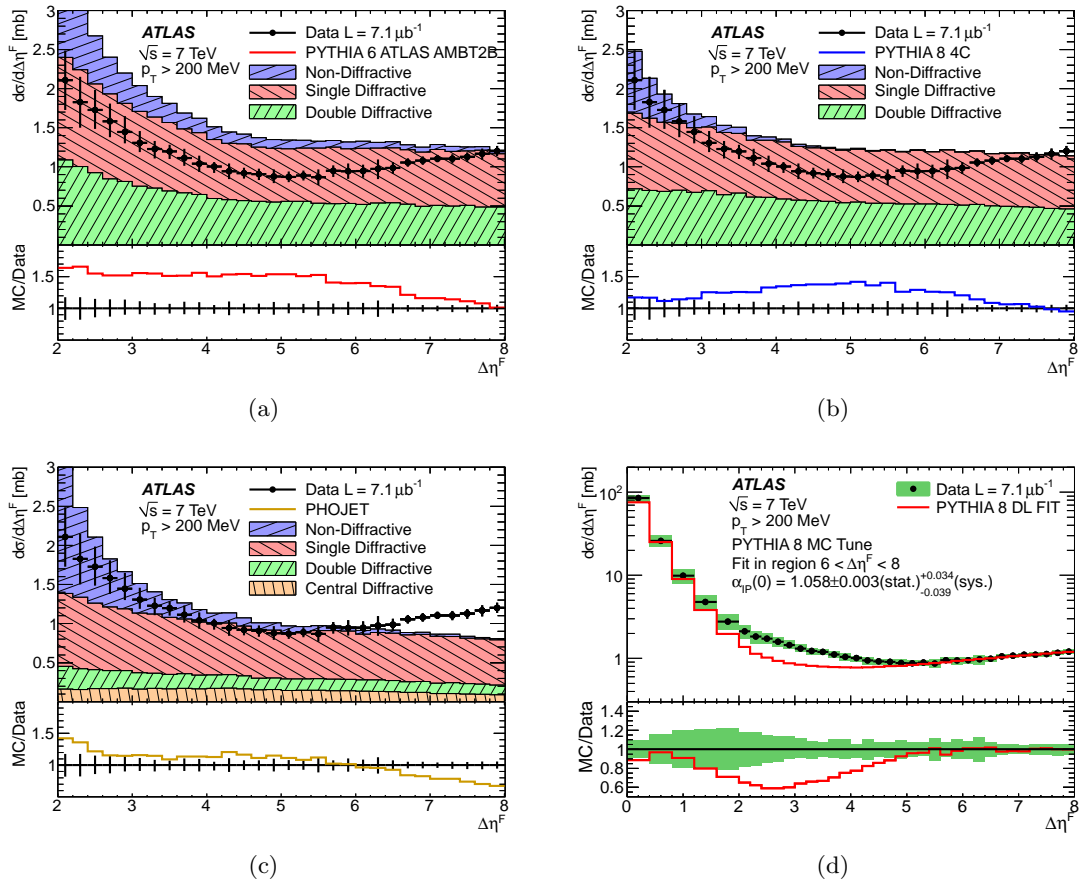 dσ/dΔη^F [mb]
3
2.5
2
1.5
1
0.5
ATLAS
√s = 7 TeV
p_T > 200 MeV
Data L = 7.1 μb⁻¹
PYTHIA 6 ATLAS AMBT2B
Non-Diffractive
Single Diffractive
Double Diffractive
MC/Data
1.5
1
2 3 4 5 6 7 8
Δη^F
(a)
dσ/dΔη^F [mb]
3
2.5
2
1.5
1
0.5
ATLAS
√s = 7 TeV
p_T > 200 MeV
Data L = 7.1 μb⁻¹
PYTHIA 8 4C
Non-Diffractive
Single Diffractive
Double Diffractive
MC/Data
1.5
1
2 3 4 5 6 7 8
Δη^F
(b)
dσ/dΔη^F [mb]
3
2.5
2
1.5
1
0.5
ATLAS
√s = 7 TeV
p_T > 200 MeV
Data L = 7.1 μb⁻¹
PHOJET
Non-Diffractive
Single Diffractive
Double Diffractive
Central Diffractive
MC/Data
1.5
1
2 3 4 5 6 7 8
Δη^F
(c)
dσ/dΔη^F [mb]
10²
10
1
ATLAS
√s = 7 TeV
p_T > 200 MeV
PYTHIA 8 MC Tune
Fit in region 6 < Δη^F < 8
α_IP(0) = 1.058±0.003(stat.)^{+0.034}_{-0.039}(sys.)
Data L = 7.1 μb⁻¹
PYTHIA 8 DL FIT
MC/Data
1.4
1.2
1
0.8
0.6
0 1 2 3 4 5 6 7 8
Δη^F
(d)